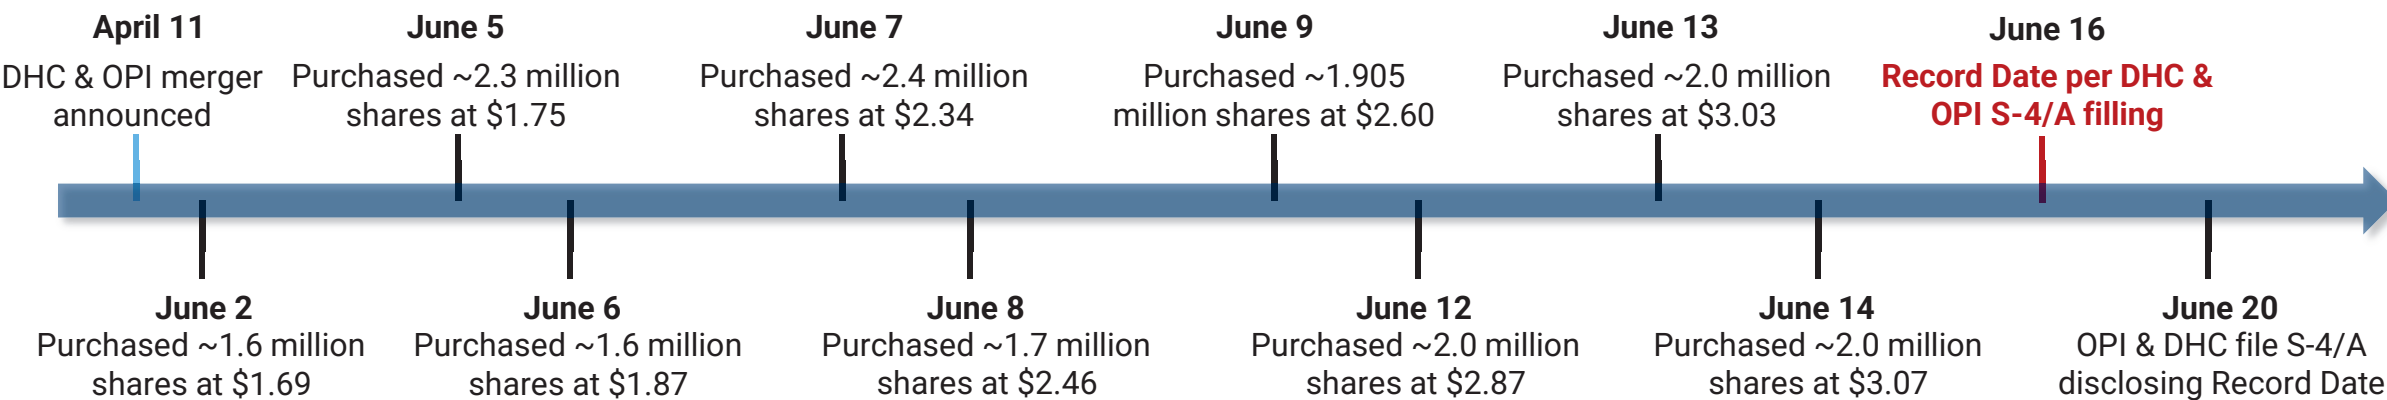 April 11
DHC & OPI merger
announced
June 5
Purchased ~2.3 million
shares at $1.75
June 7
Purchased ~2.4 million
shares at $2.34
June 9
Purchased ~1.905
million shares at $2.60
June 13
Purchased ~2.0 million
shares at $3.03
June 16
Record Date per DHC &
OPI S-4/A filling
June 2
Purchased ~1.6 million
shares at $1.69
June 6
Purchased ~1.6 million
shares at $1.87
June 8
Purchased ~1.7 million
shares at $2.46
June 12
Purchased ~2.0 million
shares at $2.87
June 14
Purchased ~2.0 million
shares at $3.07
June 20
OPI & DHC file S-4/A
disclosing Record Date